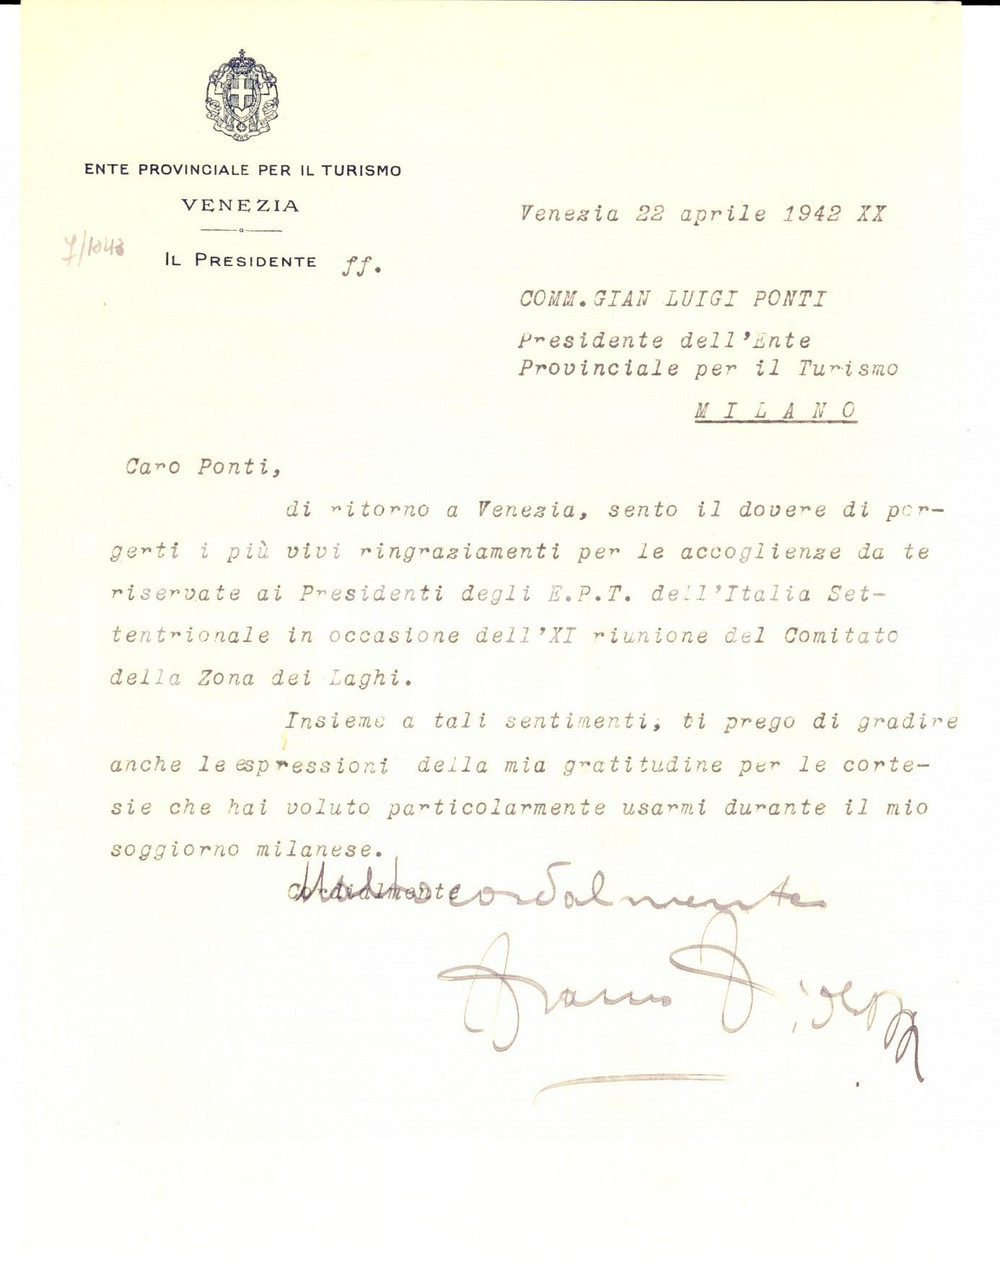 ENTE PROVINCIALE PER IL TURISMO
VENEZIA
IL PRESIDENTE ff.
Venezia 22 aprile 1942 XX
COMM. GIAN LUIGI PONTI
Presidente dell'Ente
Provinciale per il Turismo
MILANO
Caro Ponti,
di ritorno a Venezia, sento il dovere di por-
gerti i più vivi ringraziamenti per le accoglienze da te
riservate ai Presidenti degli E.P.T. dell'Italia Set-
tentrionale in occasione dell'XI riunione del Comitato
della Zona dei Laghi.
Insieme a tali sentimenti, ti prego di gradire
anche le espressioni della mia gratitudine per le corte-
sie che hai voluto particolarmente usarmi durante il mio
soggiorno milanese.
Cordialmente
Molto cordialmente